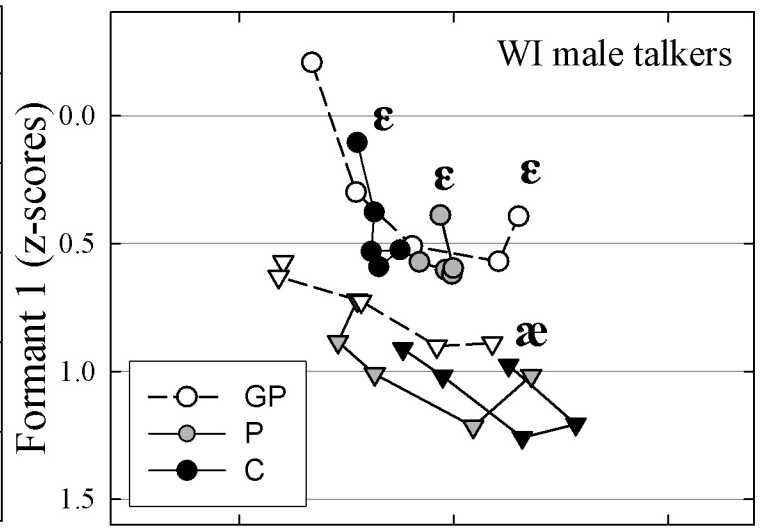 WI male talkers
Formant 1 (z-scores)
0.0
0.5
1.0
1.5
ε
ε
ε
æ
GP
P
C